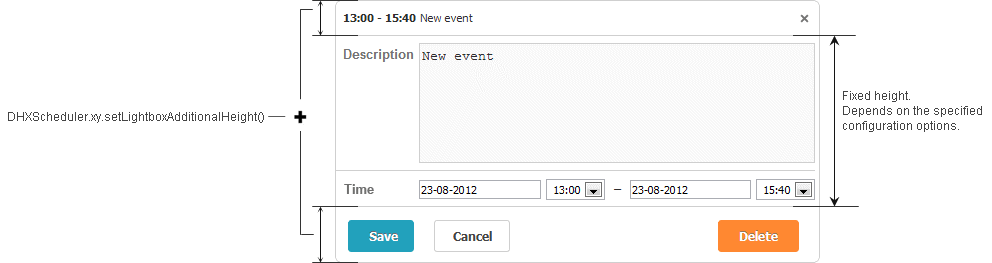 13:00 - 15:40 New event
Description
New event
DHXScheduler.xy.setLightboxAdditionalHeight()
Fixed height.
Depends on the specified
configuration options.
Time 23-08-2012 13:00 – 23-08-2012 15:40
Save Cancel Delete